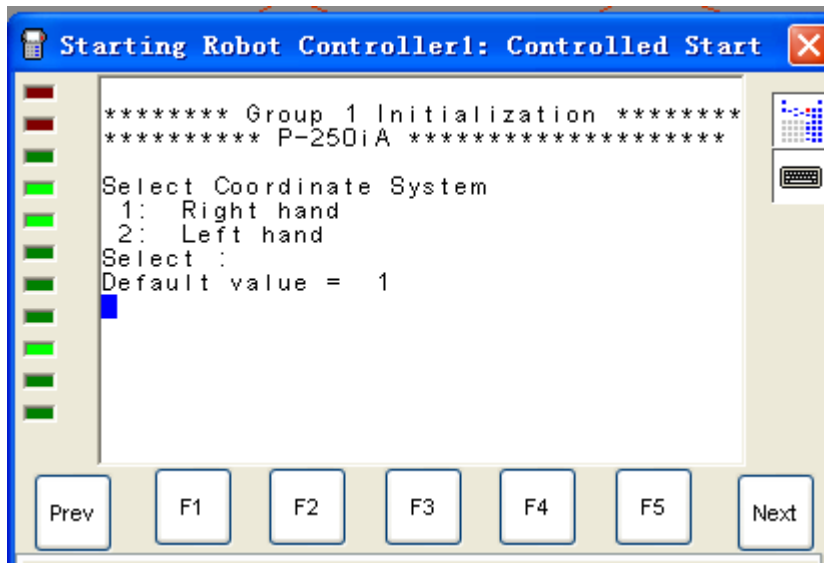 Starting Robot Controller1: Controlled Start
******** Group 1 Initialization ********
********** P-250iA ********************
Select Coordinate System
1: Right hand
2: Left hand
Select :
Default value = 1
Prev F1 F2 F3 F4 F5 Next